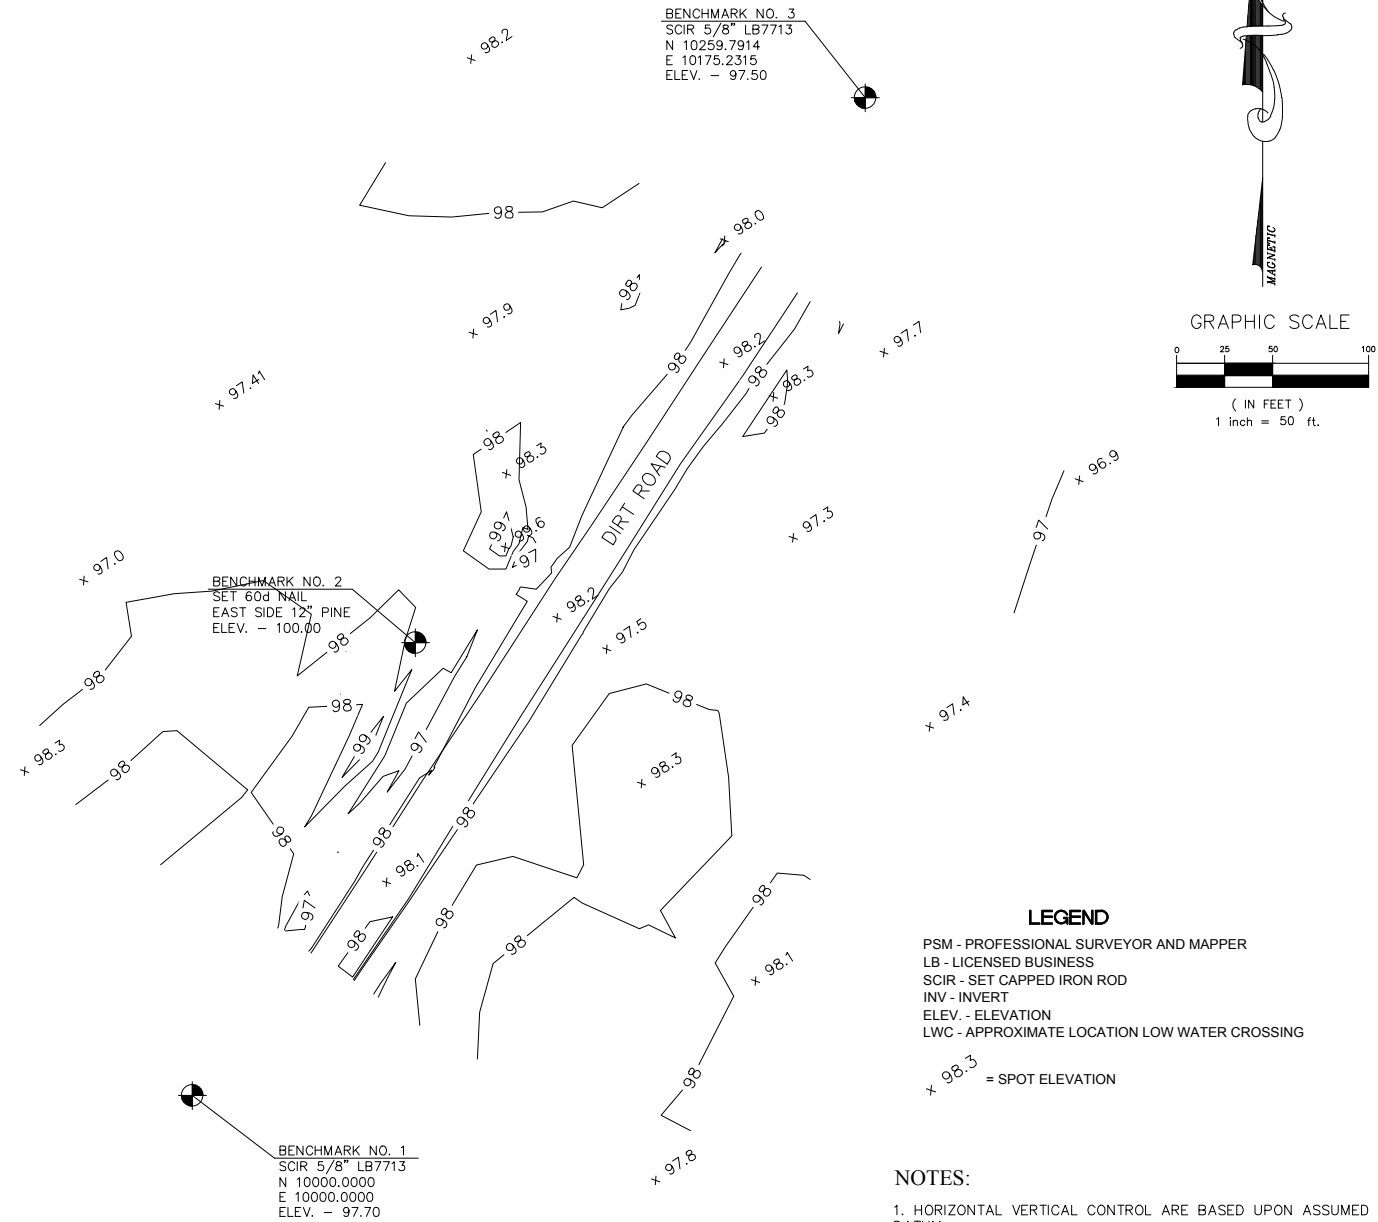 BENCHMARK NO. 3
SCIR 5/8" LB7713
N 10259.7914
E 10175.2315
ELEV. - 97.50
x 98.2
MAGNETIC
98
x 98.0
98
x 97.9
GRAPHIC SCALE
0 25 50 100
( IN FEET )
1 inch = 50 ft.
x 97.7
98
x 98.2
98
x 98.3
98
x 97.41
98
x 98.3
x 96.9
DIRT ROAD
99
x 99.6
97
x 97.3
97
x 97.0
BENCHMARK NO. 2
SET 60d NAIL
EAST SIDE 12" PINE
ELEV. - 100.00
x 98.2
98
x 97.5
98
98
98
x 97.4
99
97
x 98.3
98
x 98.3
98
98
98
x 98.1
98
97
98
98
98
98
x 98.1
LEGEND
PSM - PROFESSIONAL SURVEYOR AND MAPPER
LB - LICENSED BUSINESS
SCIR - SET CAPPED IRON ROD
INV - INVERT
ELEV. - ELEVATION
LWC - APPROXIMATE LOCATION LOW WATER CROSSING
x 98.3 = SPOT ELEVATION
98
BENCHMARK NO. 1
SCIR 5/8" LB7713
N 10000.0000
E 10000.0000
ELEV. - 97.70
x 97.8
NOTES:
1. HORIZONTAL VERTICAL CONTROL ARE BASED UPON ASSUMED